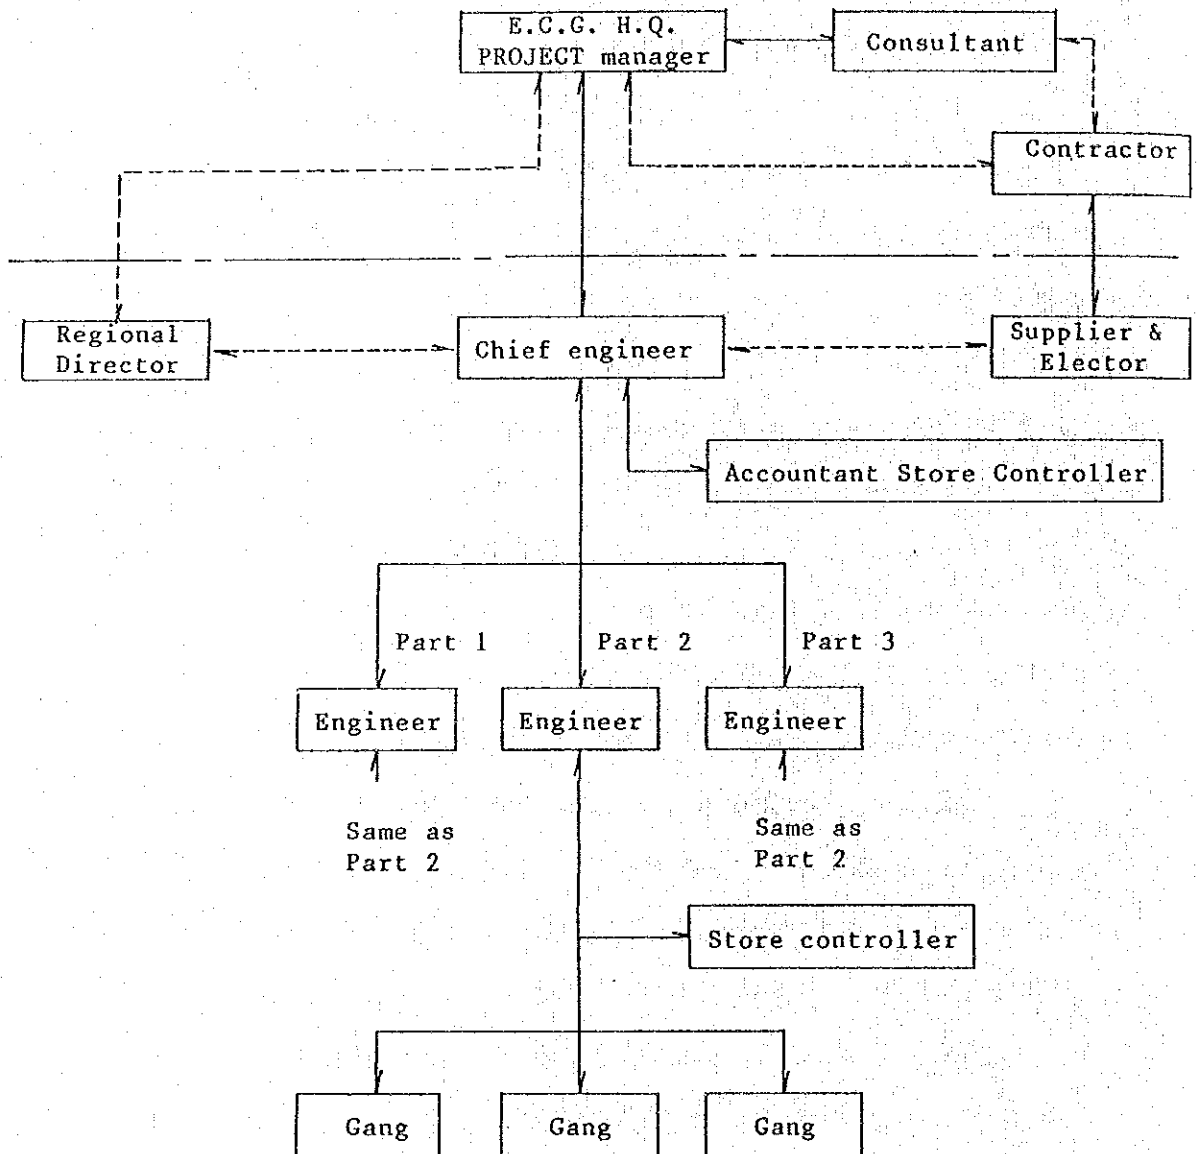 E.C.G. H.Q.
PROJECT manager
Consultant
Contractor
Regional
Director
Chief engineer
Supplier &
Elector
Accountant Store Controller
Part 1
Part 2
Part 3
Engineer
Engineer
Engineer
Same as
Part 2
Same as
Part 2
Store controller
Gang
Gang
Gang